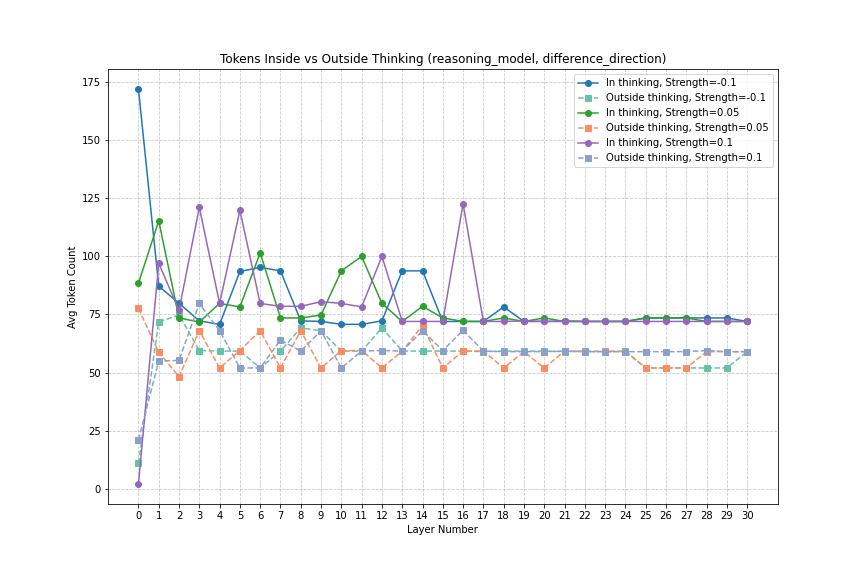 Tokens Inside vs Outside Thinking (reasoning_model, difference_direction)
In thinking, Strength=-0.1
Outside thinking, Strength=-0.1
In thinking, Strength=0.05
Outside thinking, Strength=0.05
In thinking, Strength=0.1
Outside thinking, Strength=0.1
Avg Token Count
175
150
125
100
75
50
25
0
0 1 2 3 4 5 6 7 8 9 10 11 12 13 14 15 16 17 18 19 20 21 22 23 24 25 26 27 28 29 30
Layer Number